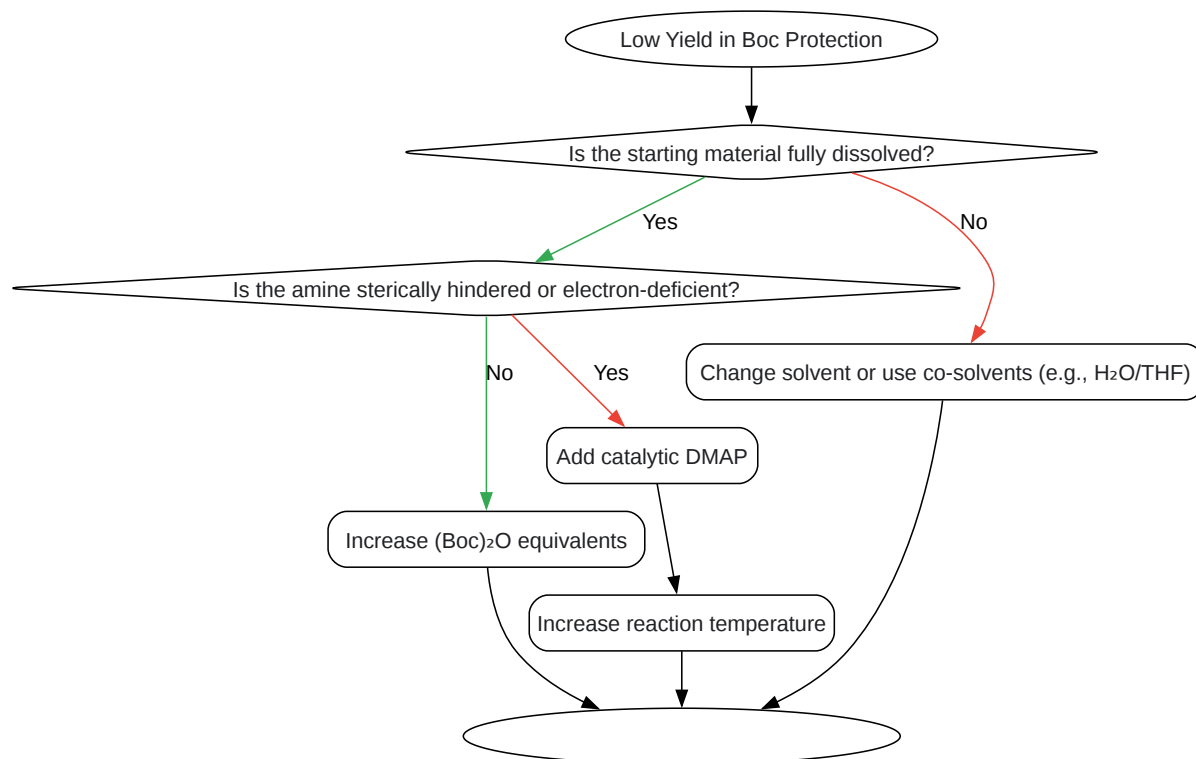 Low Yield in Boc Protection
Is the starting material fully dissolved?
Yes
No
Is the amine sterically hindered or electron-deficient?
No
Yes
Change solvent or use co-solvents (e.g., H₂O/THF)
Add catalytic DMAP
Increase (Boc)₂O equivalents
Increase reaction temperature